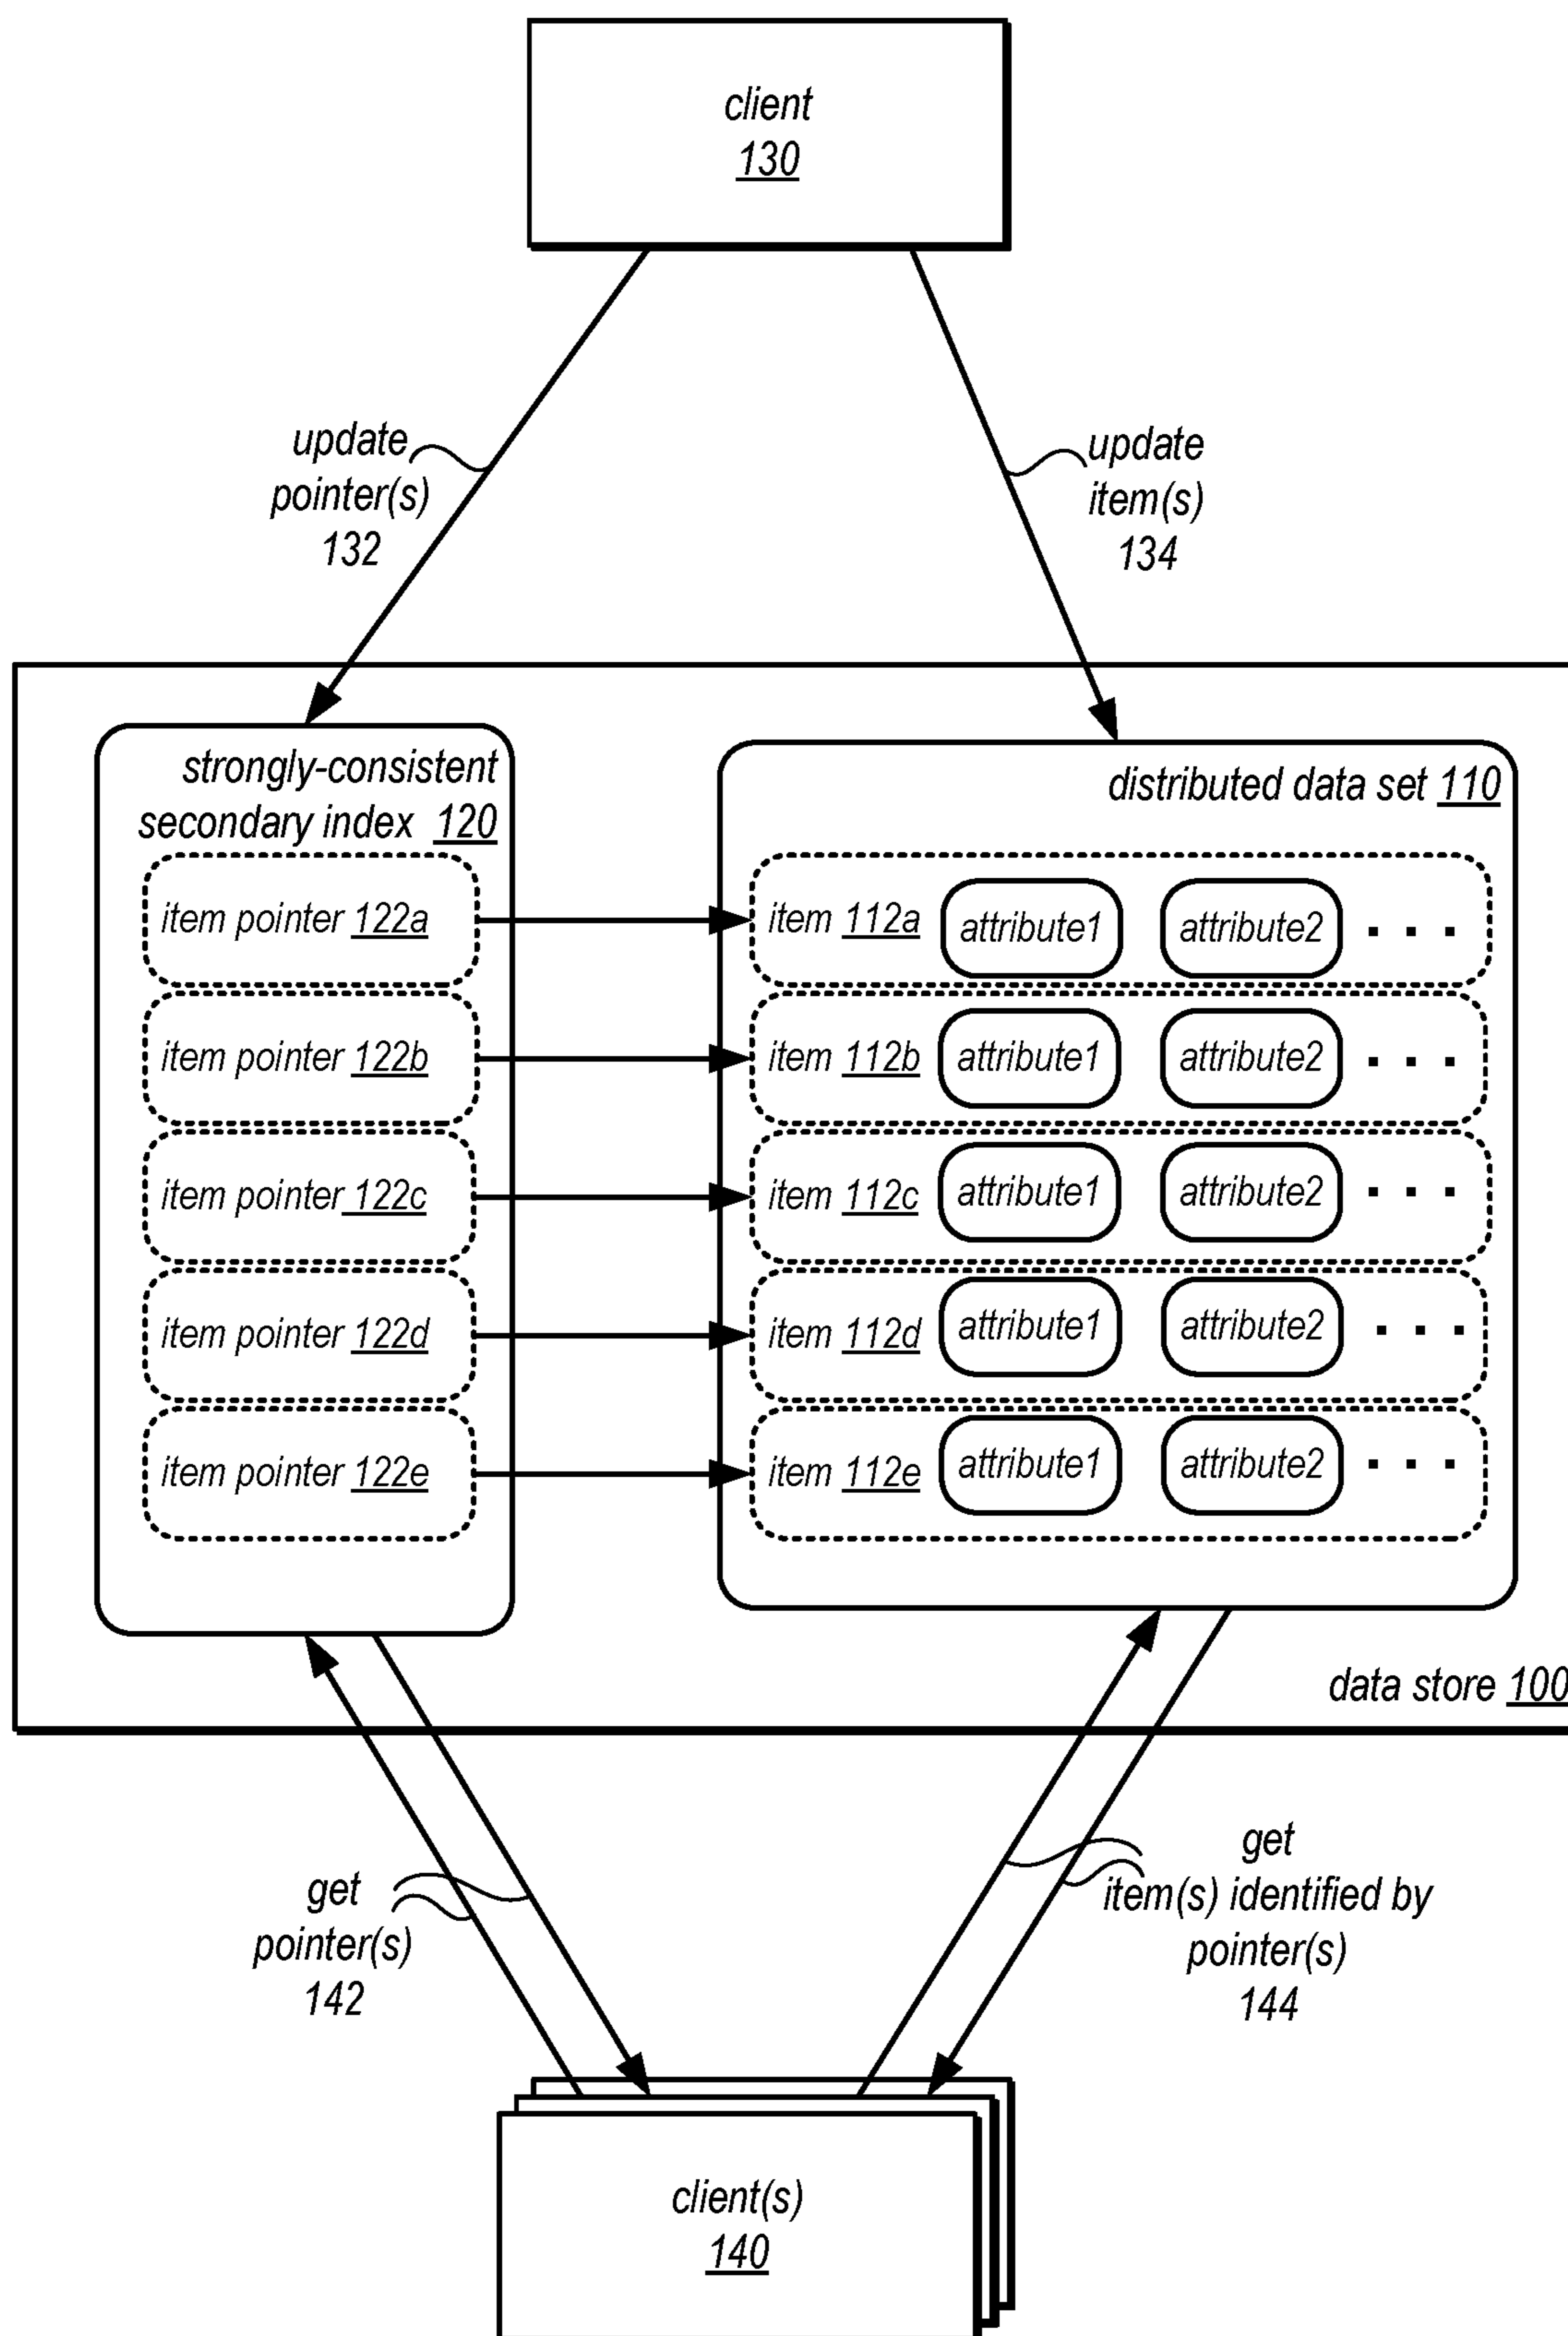 client
130
update
pointer(s)
132
update
item(s)
134
strongly-consistent
secondary index 120
distributed data set 110
item pointer 122a
item 112a attribute1 attribute2 . . .
item pointer 122b
item 112b attribute1 attribute2 . . .
item pointer 122c
item 112c attribute1 attribute2 . . .
item pointer 122d
item 112d attribute1 attribute2 . . .
item pointer 122e
item 112e attribute1 attribute2 . . .
data store 100
get
pointer(s)
142
get
item(s) identified by
pointer(s)
144
client(s)
140